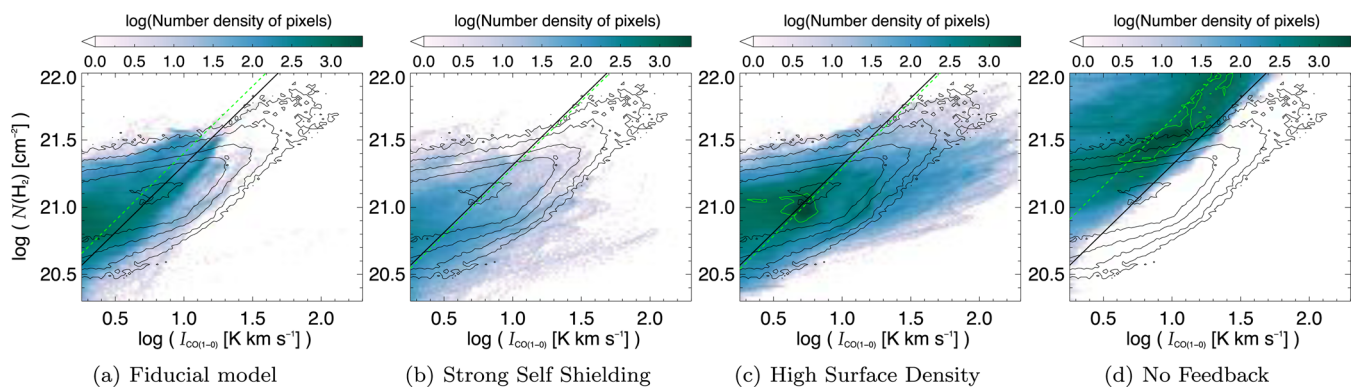 log(Number density of pixels) log(Number density of pixels) log(Number density of pixels) log(Number density of pixels)
0.0 0.5 1.0 1.5 2.0 2.5 3.0 0.0 0.5 1.0 1.5 2.0 2.5 3.0 0.0 0.5 1.0 1.5 2.0 2.5 3.0 0.0 0.5 1.0 1.5 2.0 2.5 3.0
log ( N(H₂) [cm⁻²] )
22.0 22.0 22.0 22.0
21.5 21.5 21.5 21.5
21.0 21.0 21.0 21.0
20.5 20.5 20.5 20.5
0.5 1.0 1.5 2.0 0.5 1.0 1.5 2.0 0.5 1.0 1.5 2.0 0.5 1.0 1.5 2.0
log ( I_CO(1−0) [K km s⁻¹] ) log ( I_CO(1−0) [K km s⁻¹] ) log ( I_CO(1−0) [K km s⁻¹] ) log ( I_CO(1−0) [K km s⁻¹] )
(a) Fiducial model (b) Strong Self Shielding (c) High Surface Density (d) No Feedback